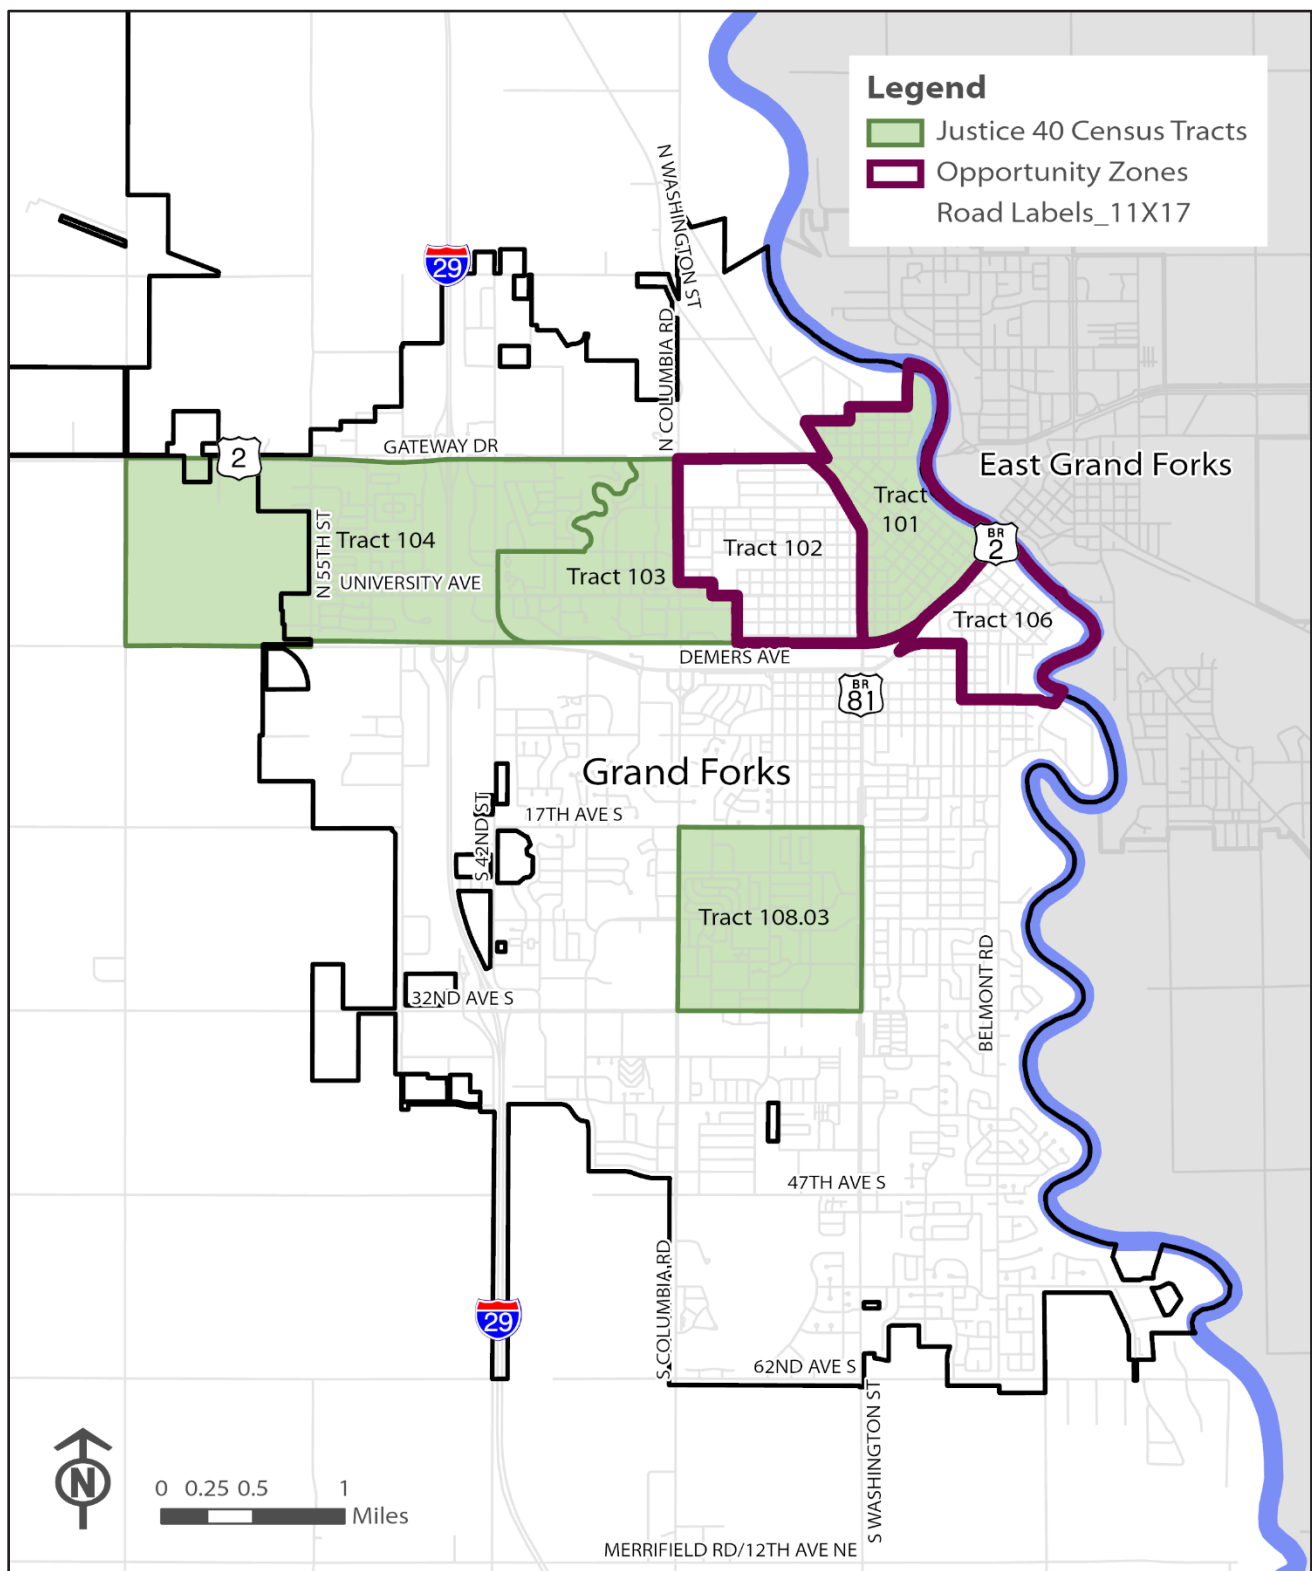 Legend
Justice 40 Census Tracts
Opportunity Zones
Road Labels_11X17
N WASHINGTON ST
29
N COLUMBIA RD
GATEWAY DR
2
East Grand Forks
Tract
101
BR
2
N 55TH ST
Tract 104
Tract 102
Tract 103
UNIVERSITY AVE
Tract 106
DEMERS AVE
BR
81
Grand Forks
S 42ND ST
17TH AVE S
Tract 108.03
BELMONT RD
32ND AVE S
47TH AVE S
S COLUMBIA RD
29
62ND AVE S
S WASHINGTON ST
N
0 0.25 0.5 1
Miles
MERRIFIELD RD/12TH AVE NE